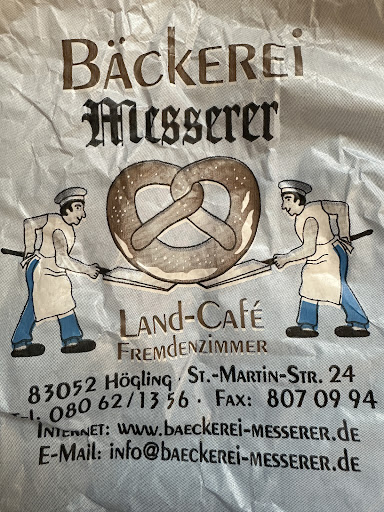 BÄCKEREI
Messerer
LAND-CAFÉ
FREMDENZIMMER
83052 HÖGLING · ST.-MARTIN-STR. 24
TEL: 080 62/13 56 · FAX: 807 09 94
INTERNET: WWW.BAECKEREI-MESSERER.DE
E-MAIL: INFO@BAECKEREI-MESSERER.DE